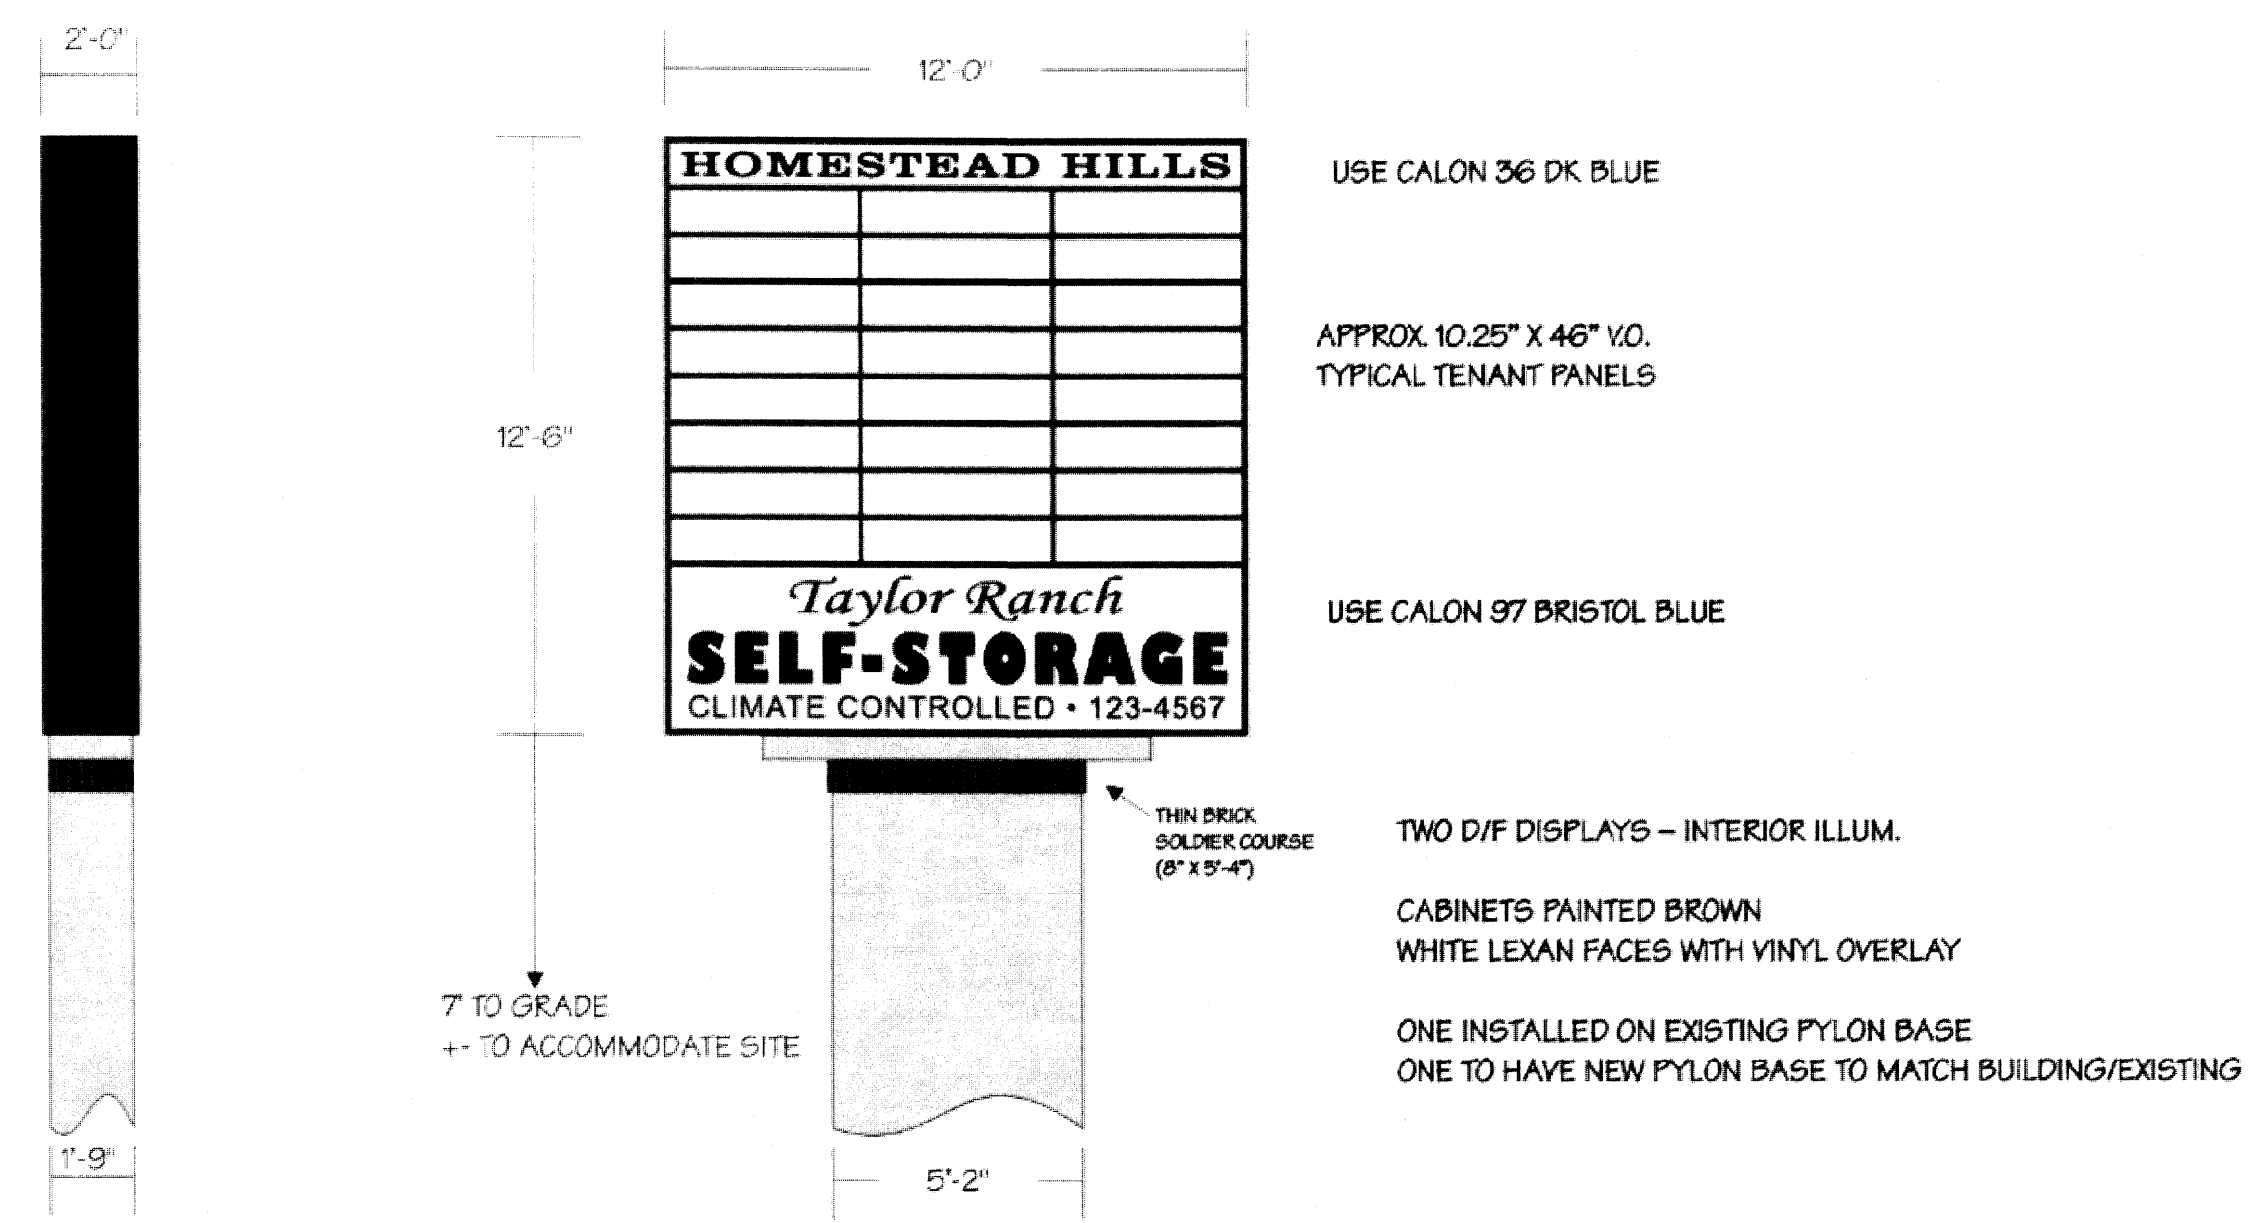 2'-0"
12'-0"
HOMESTEAD HILLS
USE CALON 36 DK BLUE
APPROX. 10.25" X 46" V.O.
TYPICAL TENANT PANELS
12'-6"
Taylor Ranch
SELF-STORAGE
CLIMATE CONTROLLED • 123-4567
USE CALON 97 BRISTOL BLUE
THIN BRICK
SOLDIER COURSE
(8" X 5'-4")
TWO D/F DISPLAYS – INTERIOR ILLUM.
CABINETS PAINTED BROWN
WHITE LEXAN FACES WITH VINYL OVERLAY
7' TO GRADE
+- TO ACCOMMODATE SITE
ONE INSTALLED ON EXISTING PYLON BASE
ONE TO HAVE NEW PYLON BASE TO MATCH BUILDING/EXISTING
1'-9"
5'-2"